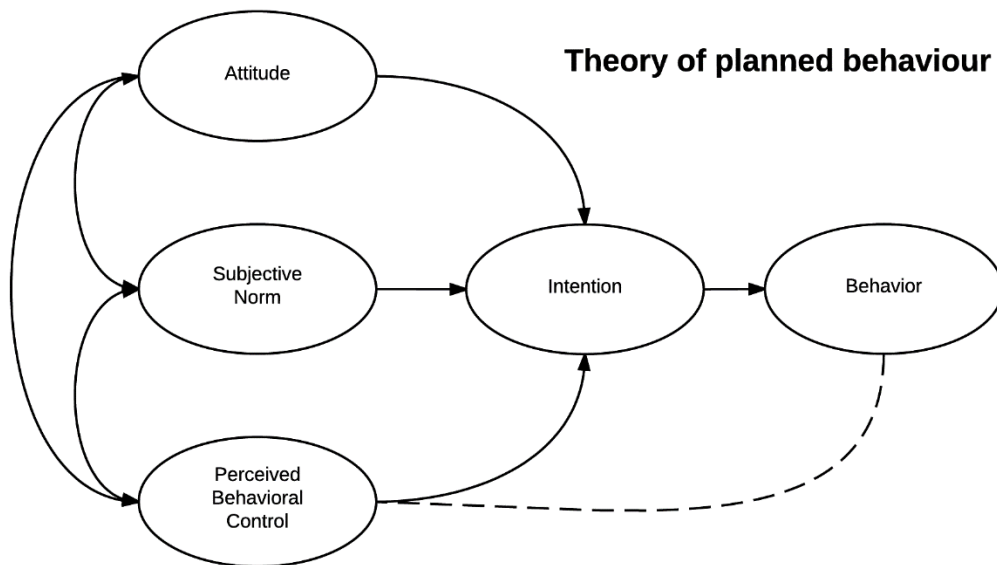 Theory of planned behaviour
Attitude
Subjective
Norm
Intention
Behavior
Perceived
Behavioral
Control